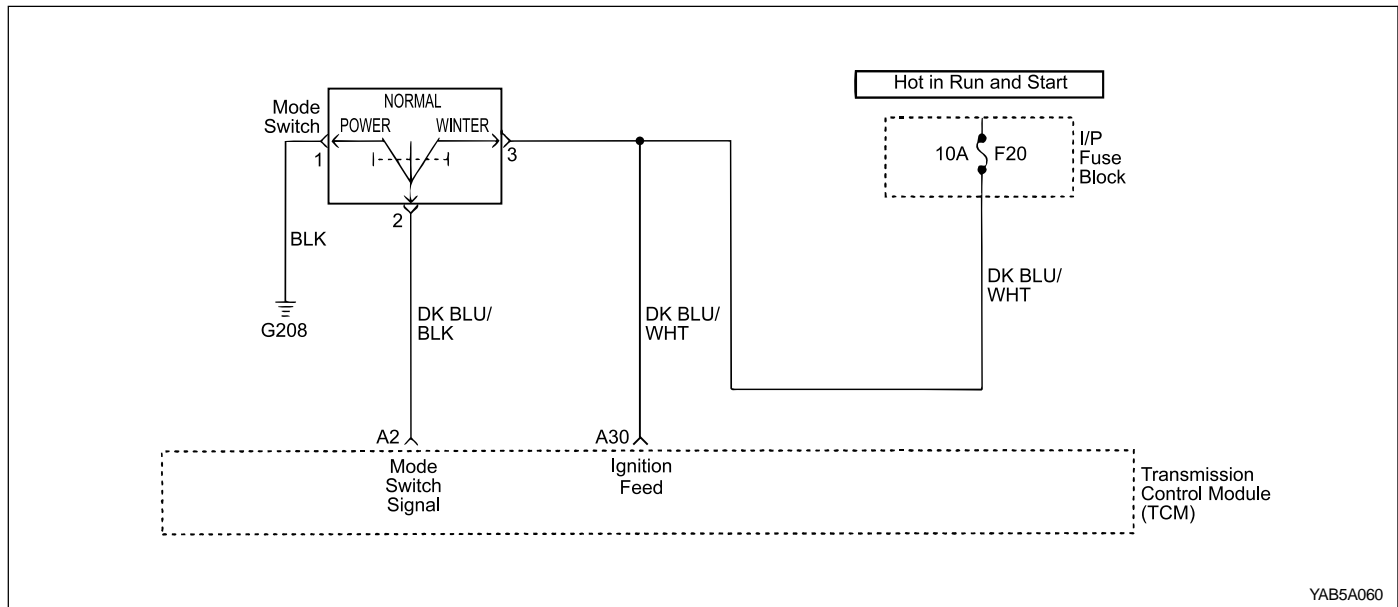 Hot in Run and Start
Mode
Switch
NORMAL
POWER
WINTER
1
3
2
10A
F20
I/P
Fuse
Block
BLK
G208
DK BLU/
BLK
DK BLU/
WHT
DK BLU/
WHT
A2
A30
Mode
Switch
Signal
Ignition
Feed
Transmission
Control Module
(TCM)
YAB5A060